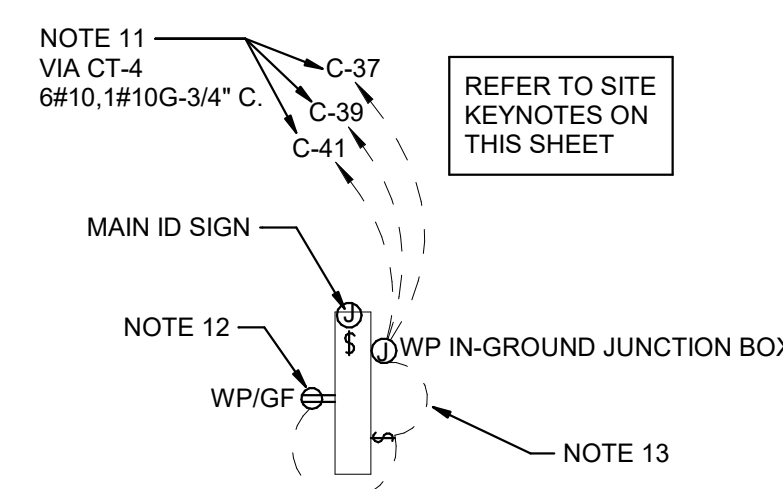 NOTE 11
VIA CT-4
6#10,1#10G-3/4" C.
C-37
C-39
C-41
REFER TO SITE
KEYNOTES ON
THIS SHEET
MAIN ID SIGN
J
$
NOTE 12
J
WP IN-GROUND JUNCTION BOX
WP/GF
$
NOTE 13